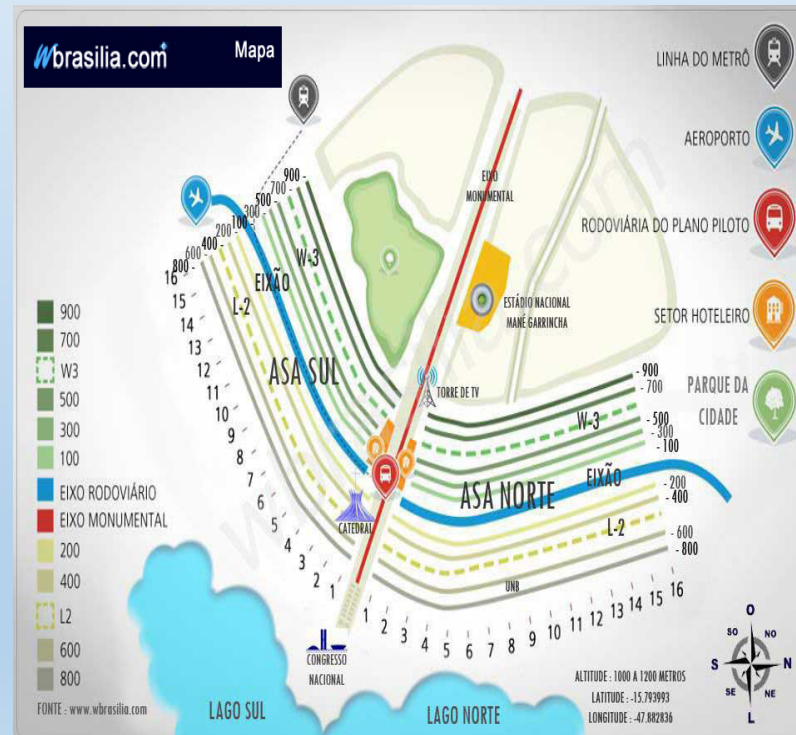 Wbrasilia.com
Mapa
LINHA DO METRÔ
AEROPORTO
RODOVIÁRIA DO PLANO PILOTO
SETOR HOTELEIRO
PARQUE DA
CIDADE
EIXO
MONUMENTAL
ESTÁDIO NACIONAL
MANÉ GARRINCHA
TORRE DE TV
900
700
500
300
100
200
400
600
800
W-3
EIXÃO
L-2
ASA SUL
16
15
14
13
12
11
10
9
8
7
6
5
4
3
2
1
- 900
- 700
- 500
- 300
- 100
- 200
- 400
- 600
- 800
W-3
EIXÃO
ASA NORTE
L-2
UNB
1
2
3
4
5
6
7
8
9
10
11
12
13
14
15
16
CATEDRAL
CONGRESSO
NACIONAL
900
700
W3
500
300
100
EIXO RODOVIÁRIO
EIXO MONUMENTAL
200
400
L2
600
800
FONTE : www.wbrasilia.com
LAGO SUL
LAGO NORTE
ALTITUDE : 1000 A 1200 METROS
LATITUDE : -15.793993
LONGITUDE : -47.882836
O
SO
NO
S
N
SE
NE
L